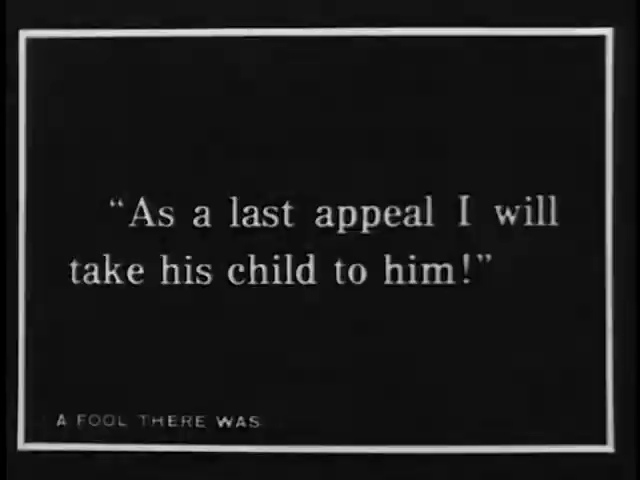 “As a last appeal I will
take his child to him!”
A FOOL THERE WAS